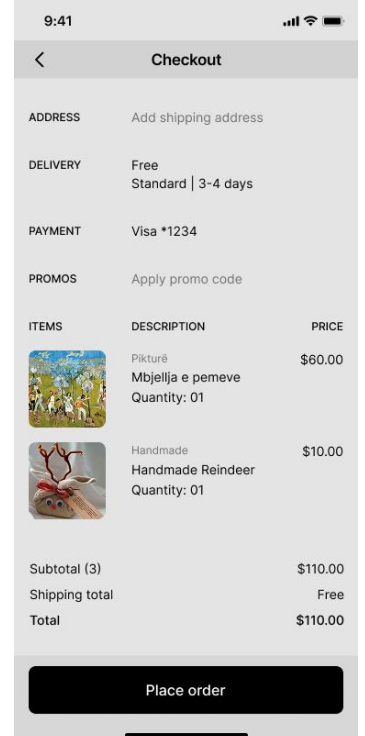 9:41
Checkout
ADDRESS Add shipping address
DELIVERY Free
Standard | 3-4 days
PAYMENT Visa *1234
PROMOS Apply promo code
ITEMS DESCRIPTION PRICE
Pikturë $60.00
Mbjellja e pemeve
Quantity: 01
Handmade $10.00
Handmade Reindeer
Quantity: 01
Subtotal (3) $110.00
Shipping total Free
Total $110.00
Place order